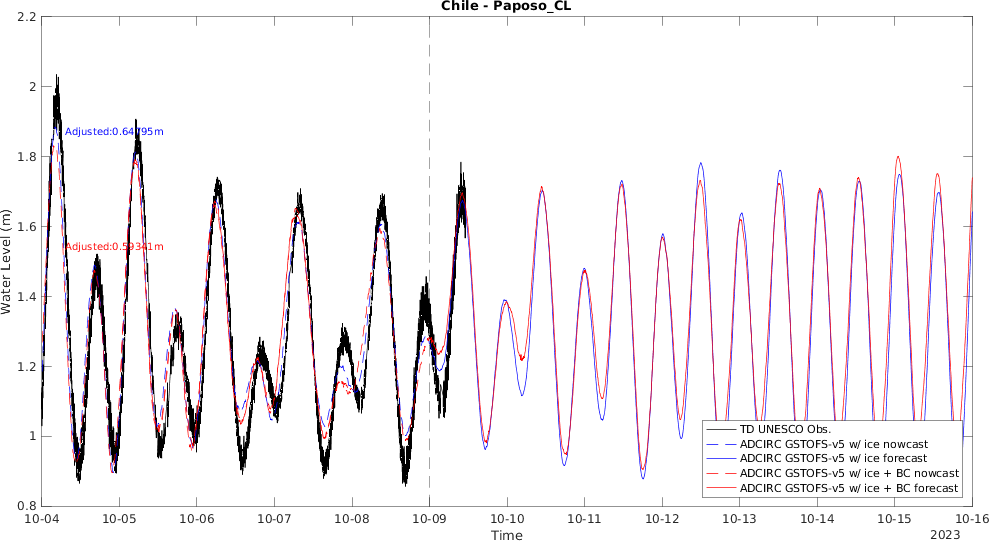 Chile - Paposo_CL
2.2
2
1.8
1.6
1.4
1.2
1
0.8
Water Level (m)
Adjusted:0.64795m
Adjusted:0.59341m
TD UNESCO Obs.
ADCIRC GSTOFS-v5 w/ ice nowcast
ADCIRC GSTOFS-v5 w/ ice forecast
ADCIRC GSTOFS-v5 w/ ice + BC nowcast
ADCIRC GSTOFS-v5 w/ ice + BC forecast
10-04 10-05 10-06 10-07 10-08 10-09 10-10 10-11 10-12 10-13 10-14 10-15 10-16
Time
2023